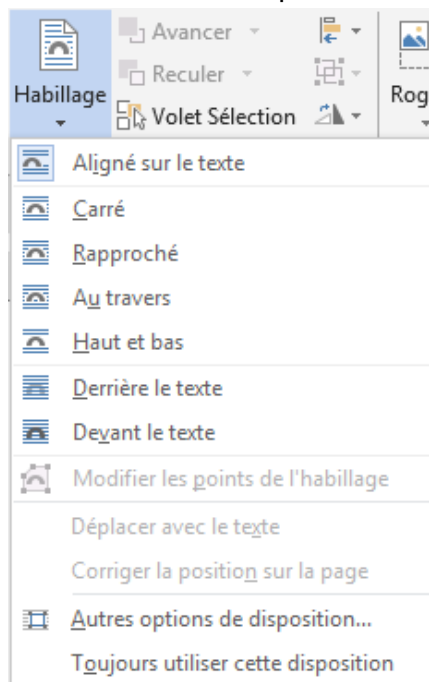 Avancer
Reculer
Habillage
Volet Sélection
Rog
Aligné sur le texte
Carré
Rapproché
Au travers
Haut et bas
Derrière le texte
Devant le texte
Modifier les points de l'habillage
Déplacer avec le texte
Corriger la position sur la page
Autres options de disposition...
Toujours utiliser cette disposition